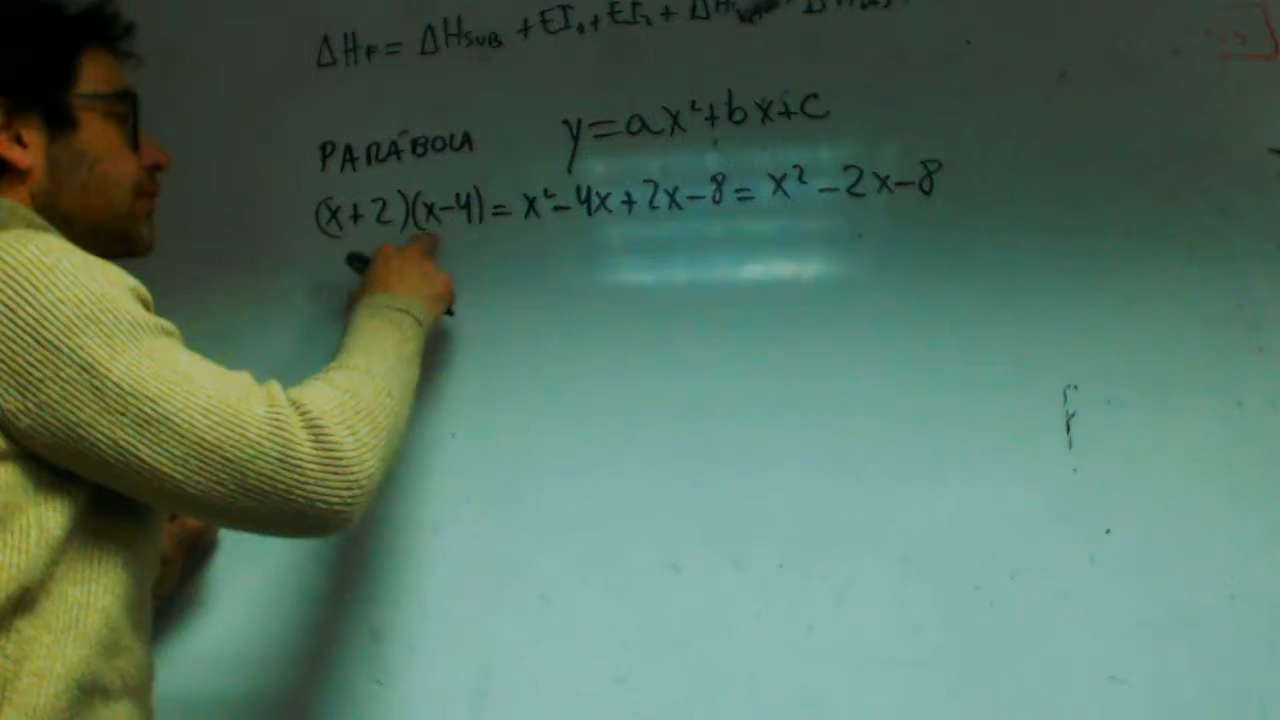 ΔHF = ΔHSUB + EI₁ + EI₂ +
PARÁBOLA y=ax²+bx+c
(x+2)(x-4) = x²-4x+2x-8 = x²-2x-8